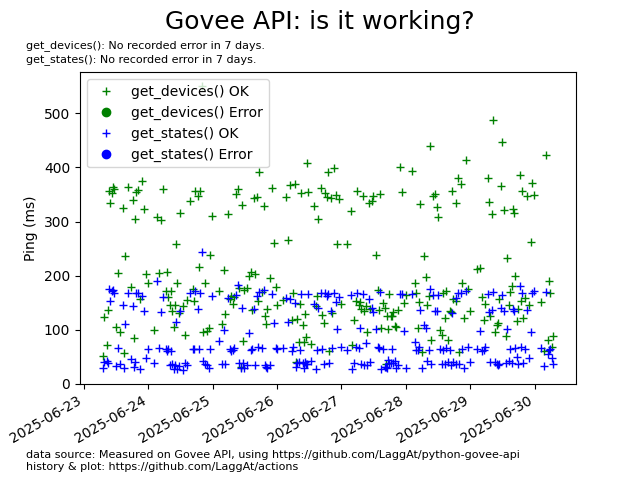 Govee API: is it working?
get_devices(): No recorded error in 7 days.
get_states(): No recorded error in 7 days.
get_devices() OK
get_devices() Error
get_states() OK
get_states() Error
Ping (ms)
500
400
300
200
100
0
2025-06-23
2025-06-24
2025-06-25
2025-06-26
2025-06-27
2025-06-28
2025-06-29
2025-06-30
data source: Measured on Govee API, using https://github.com/LaggAt/python-govee-api
history & plot: https://github.com/LaggAt/actions